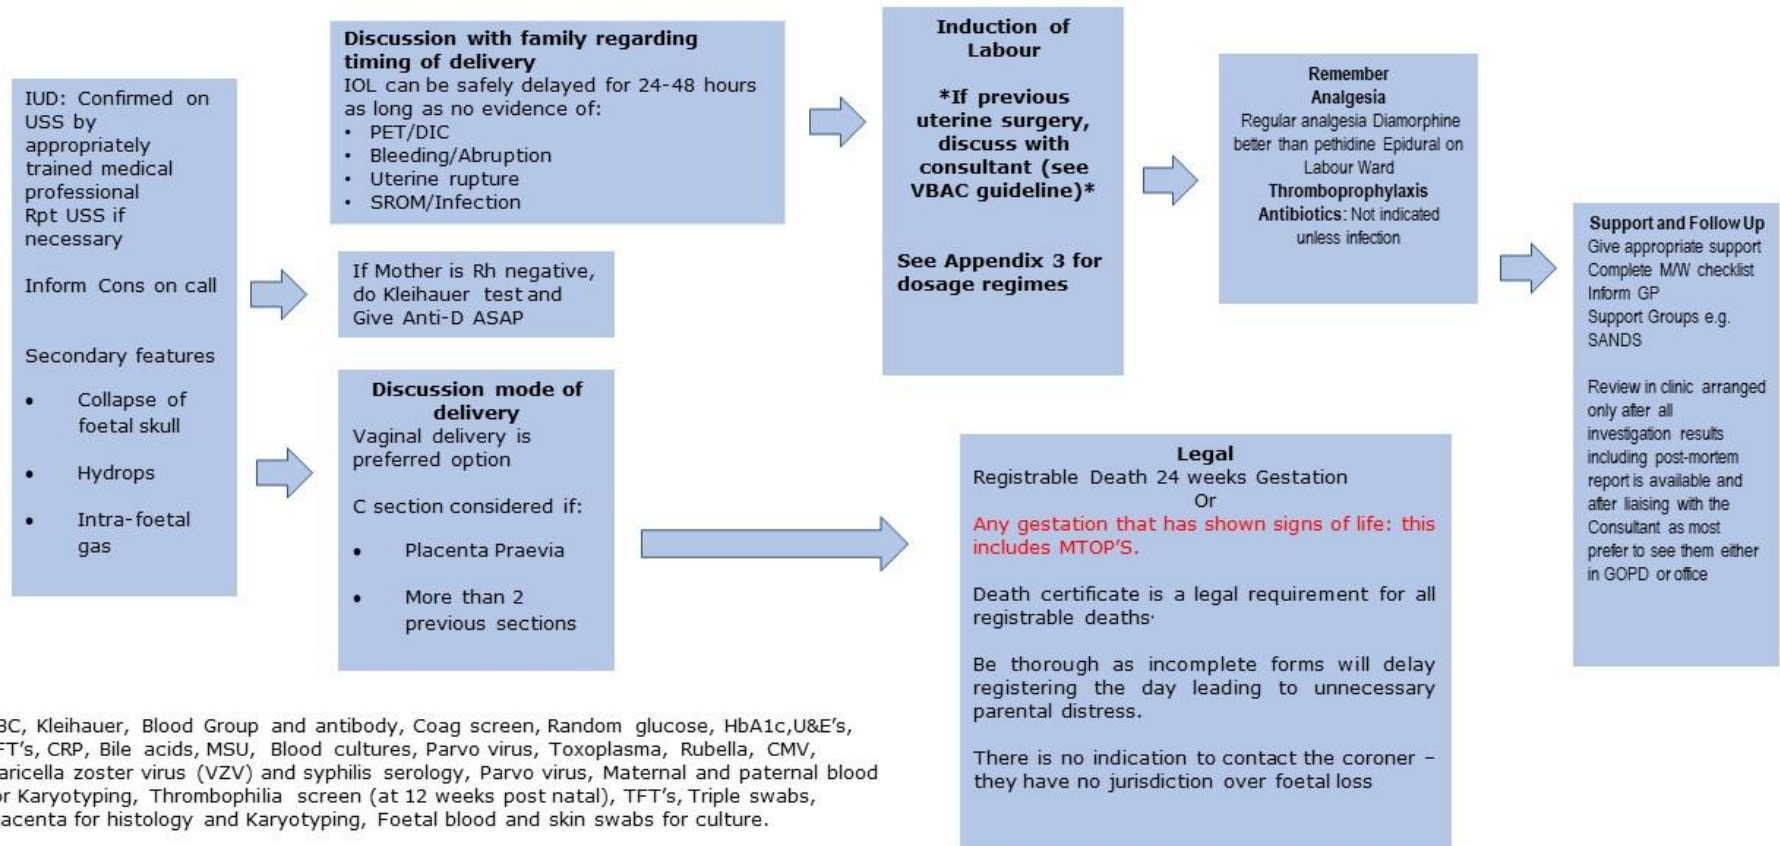 IUD: Confirmed on
USS by
appropriately
trained medical
professional
Rpt USS if
necessary
Inform Cons on call
Secondary features
• Collapse of
foetal skull
• Hydrops
• Intra-foetal
gas
Discussion with family regarding
timing of delivery
IOL can be safely delayed for 24-48 hours
as long as no evidence of:
• PET/DIC
• Bleeding/Abruption
• Uterine rupture
• SROM/Infection
If Mother is Rh negative,
do Kleihauer test and
Give Anti-D ASAP
Discussion mode of
delivery
Vaginal delivery is
preferred option
C section considered if:
• Placenta Praevia
• More than 2
previous sections
Induction of
Labour
*If previous
uterine surgery,
discuss with
consultant (see
VBAC guideline)*
See Appendix 3 for
dosage regimes
Remember
Analgesia
Regular analgesia Diamorphine
better than pethidine Epidural on
Labour Ward
Thromboprophylaxis
Antibiotics: Not indicated
unless infection
Support and Follow Up
Give appropriate support
Complete M/W checklist
Inform GP
Support Groups e.g.
SANDS
Review in clinic arranged
only after all
investigation results
including post-mortem
report is available and
after liaising with the
Consultant as most
prefer to see them either
in GOPD or office
Legal
Registrable Death 24 weeks Gestation
Or
Any gestation that has shown signs of life: this
includes MTOP'S.
Death certificate is a legal requirement for all
registrable deaths·
Be thorough as incomplete forms will delay
registering the day leading to unnecessary
parental distress.
There is no indication to contact the coroner –
they have no jurisdiction over foetal loss
BC, Kleihauer, Blood Group and antibody, Coag screen, Random glucose, HbA1c,U&E's,
FT's, CRP, Bile acids, MSU, Blood cultures, Parvo virus, Toxoplasma, Rubella, CMV,
aricella zoster virus (VZV) and syphilis serology, Parvo virus, Maternal and paternal blood
or Karyotyping, Thrombophilia screen (at 12 weeks post natal), TFT's, Triple swabs,
lacenta for histology and Karyotyping, Foetal blood and skin swabs for culture.